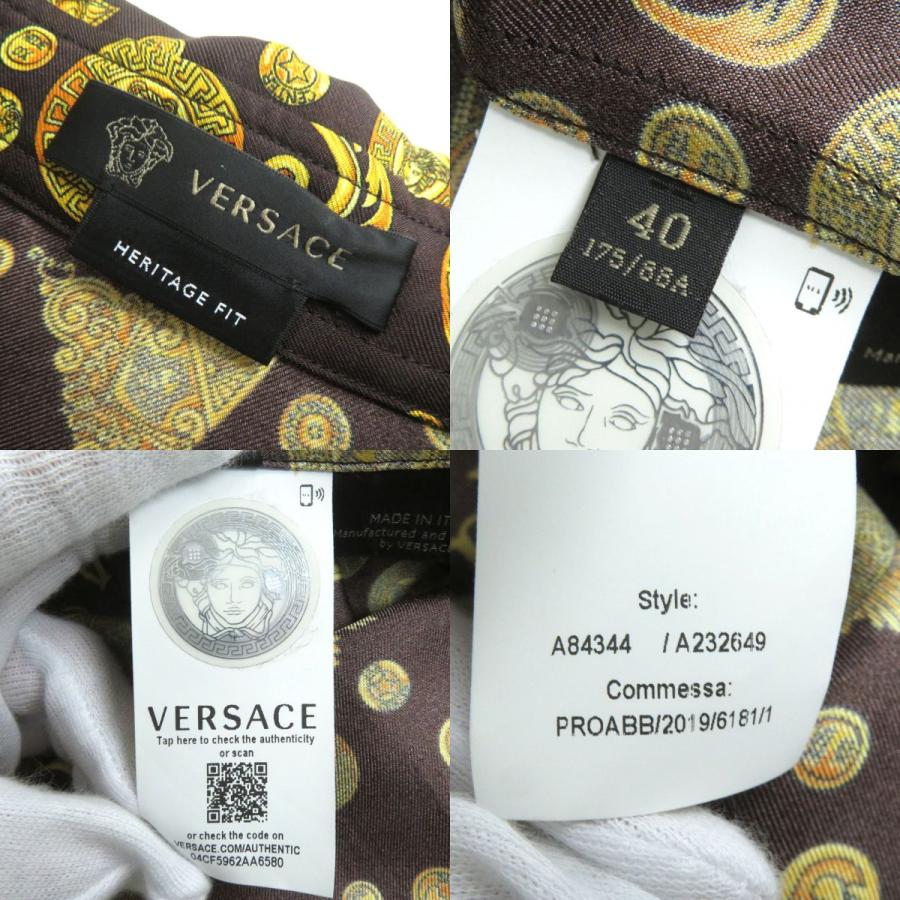 VERSACE
HERITAGE FIT
CENTER
40
175/88A
MADE IN IT
Manufactured and
by VERSAC
VERSACE
Tap here to check the authenticity
or scan
or check the code on
VERSACE.COM/AUTHENTIC
04CF5962AA6580
Style:
A84344 / A232649
Commessa:
PROABB/2019/6181/1